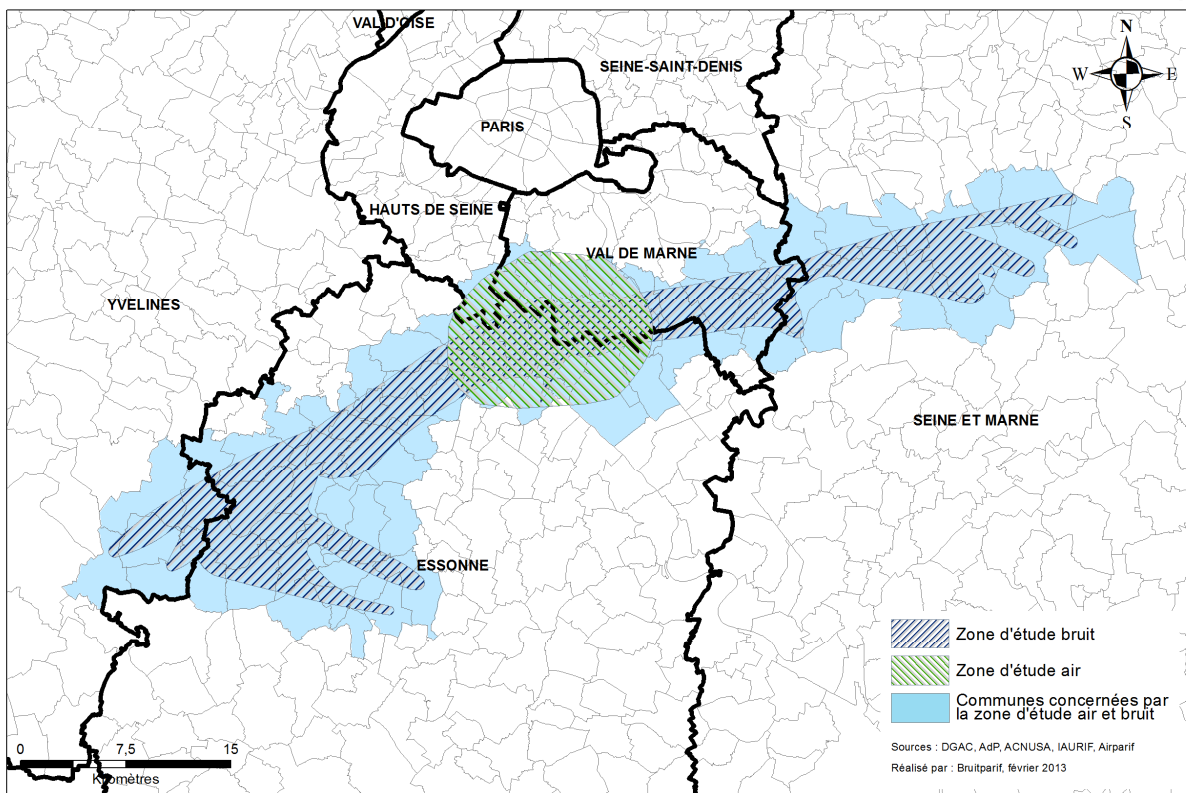 VAL D'OISE
SEINE-SAINT-DENIS
N
W
E
S
PARIS
HAUTS DE SEINE
VAL DE MARNE
YVELINES
SEINE ET MARNE
ESSONNE
Zone d'étude bruit
Zone d'étude air
Communes concernées par
la zone d'étude air et bruit
0 7,5 15
Kilomètres
Sources : DGAC, AdP, ACNUSA, IAURIF, Airparif
Réalisé par : Bruitparif, février 2013